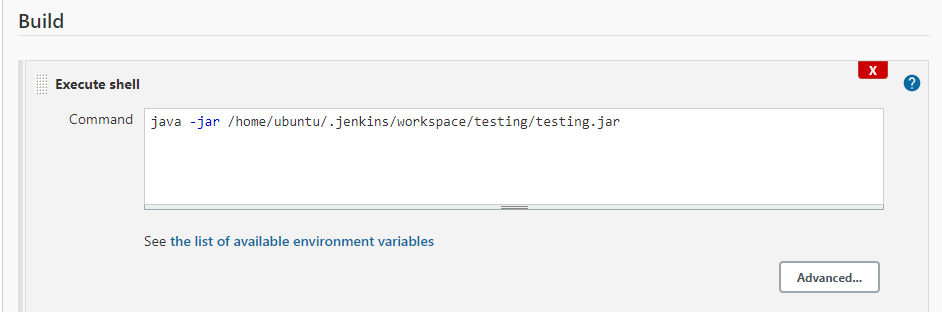 Build
X
Execute shell
?
Command
java -jar /home/ubuntu/.jenkins/workspace/testing/testing.jar
See the list of available environment variables
Advanced...